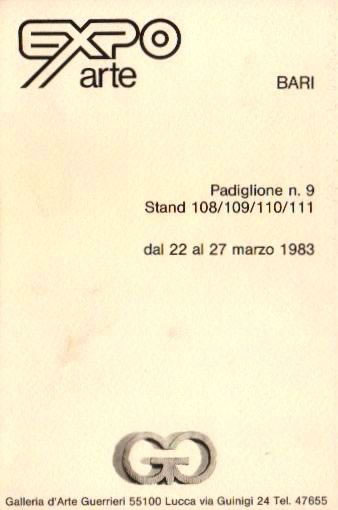 EXPO
arte
BARI
Padiglione n. 9
Stand 108/109/110/111
dal 22 al 27 marzo 1983
GG
Galleria d'Arte Guerrieri 55100 Lucca via Guinigi 24 Tel. 47655